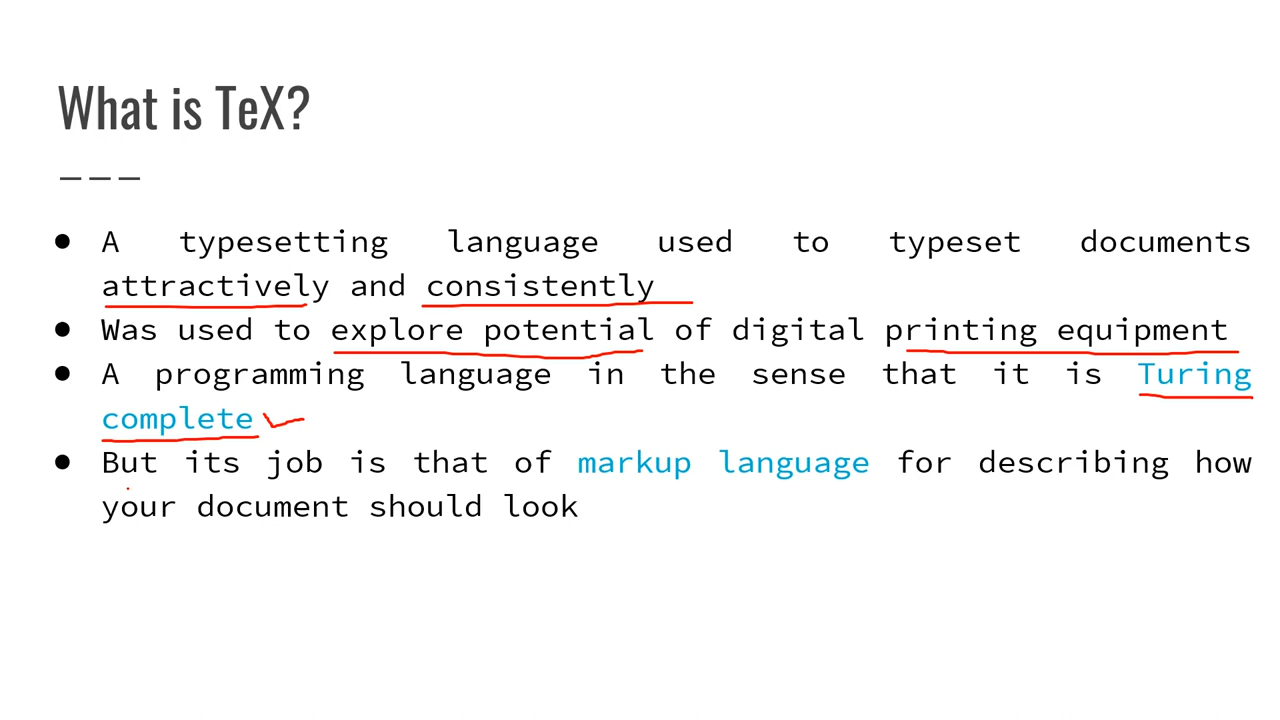 What is TeX?
● A typesetting language used to typeset documents
attractively and consistently
● Was used to explore potential of digital printing equipment
● A programming language in the sense that it is Turing
complete
● But its job is that of markup language for describing how
your document should look